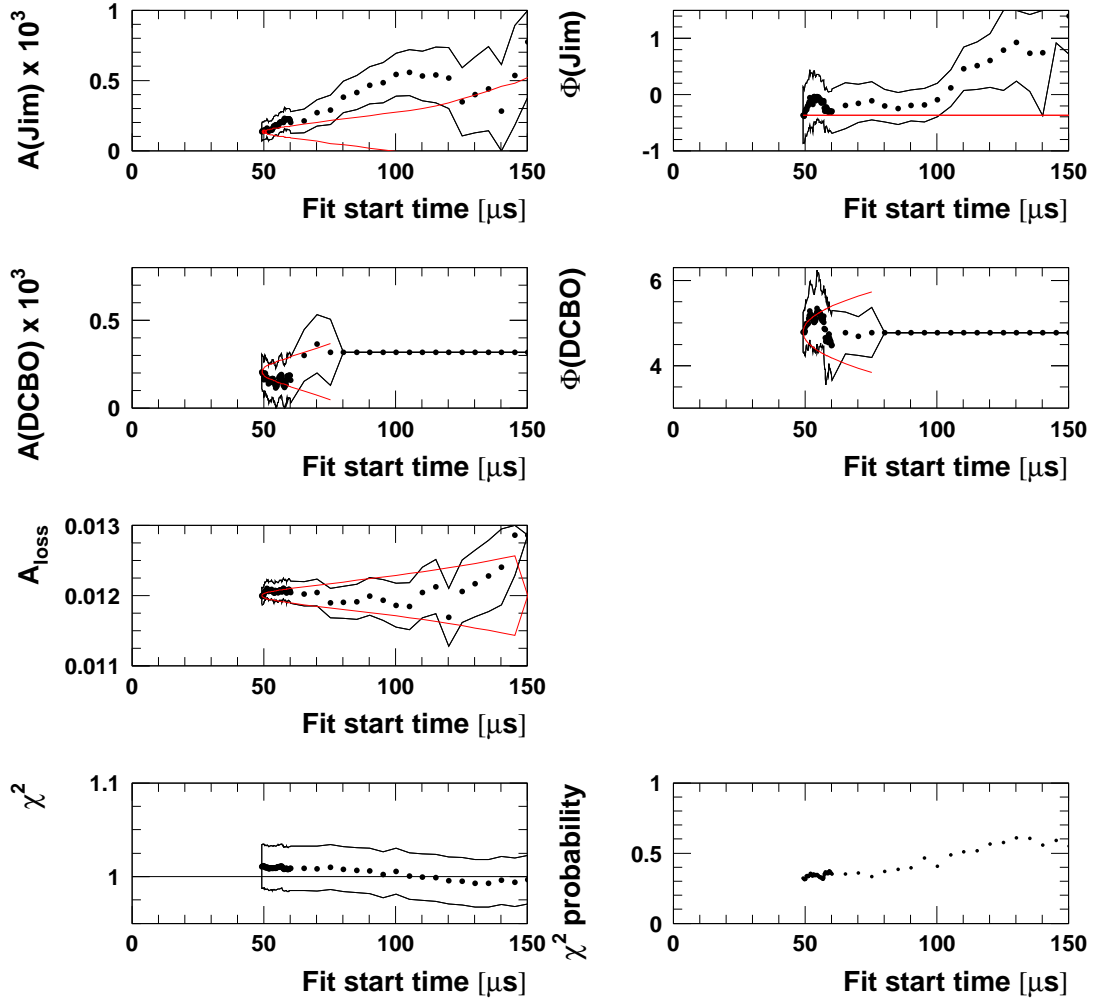 A(Jim) x 10³
1
0.5
0
0 50 100 150
Fit start time [μs]
Φ(Jim)
1
0
-1
0 50 100 150
Fit start time [μs]
A(DCBO) x 10³
0.5
0
0 50 100 150
Fit start time [μs]
Φ(DCBO)
6
4
0 50 100 150
Fit start time [μs]
A_loss
0.013
0.012
0.011
0 50 100 150
Fit start time [μs]
χ²
1.1
1
0 50 100 150
Fit start time [μs]
χ² probability
1
0.5
0
0 50 100 150
Fit start time [μs]